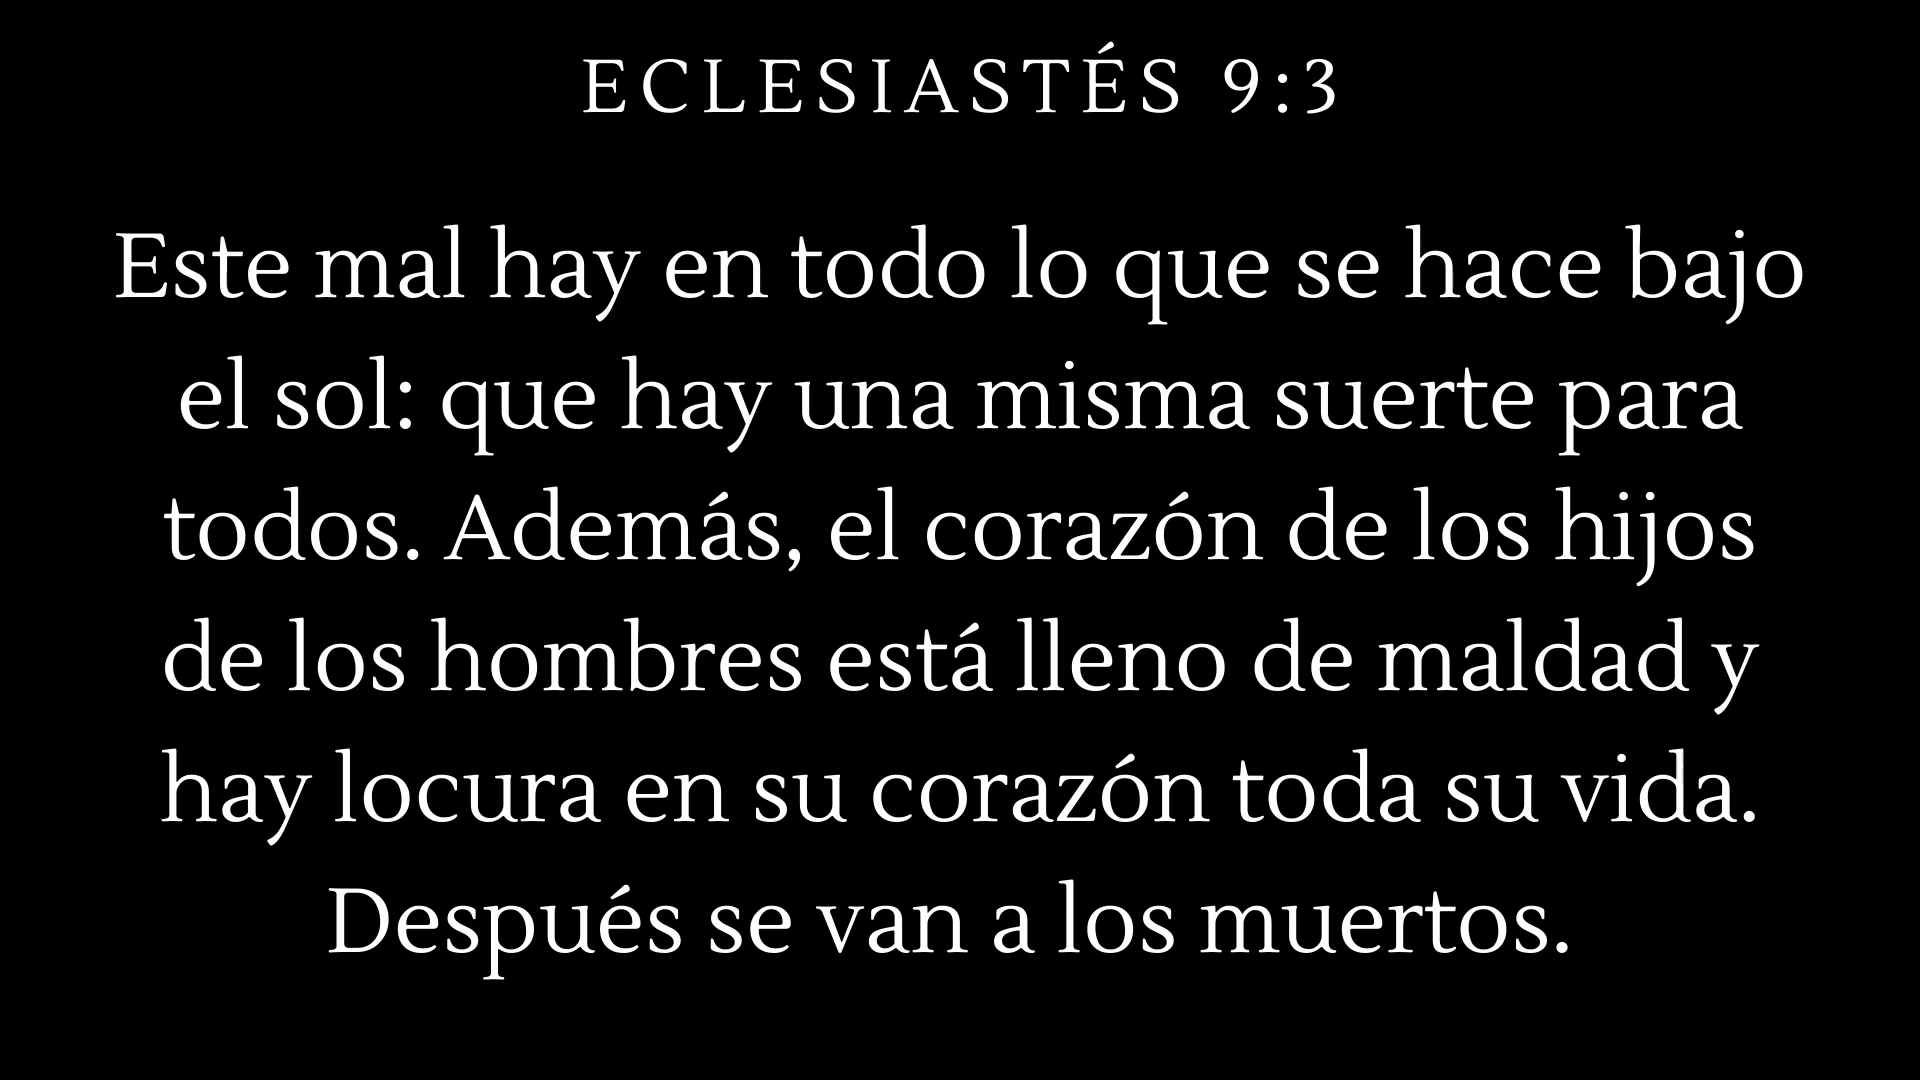 ECLESIASTÉS 9:3
Este mal hay en todo lo que se hace bajo
el sol: que hay una misma suerte para
todos. Además, el corazón de los hijos
de los hombres está lleno de maldad y
hay locura en su corazón toda su vida.
Después se van a los muertos.